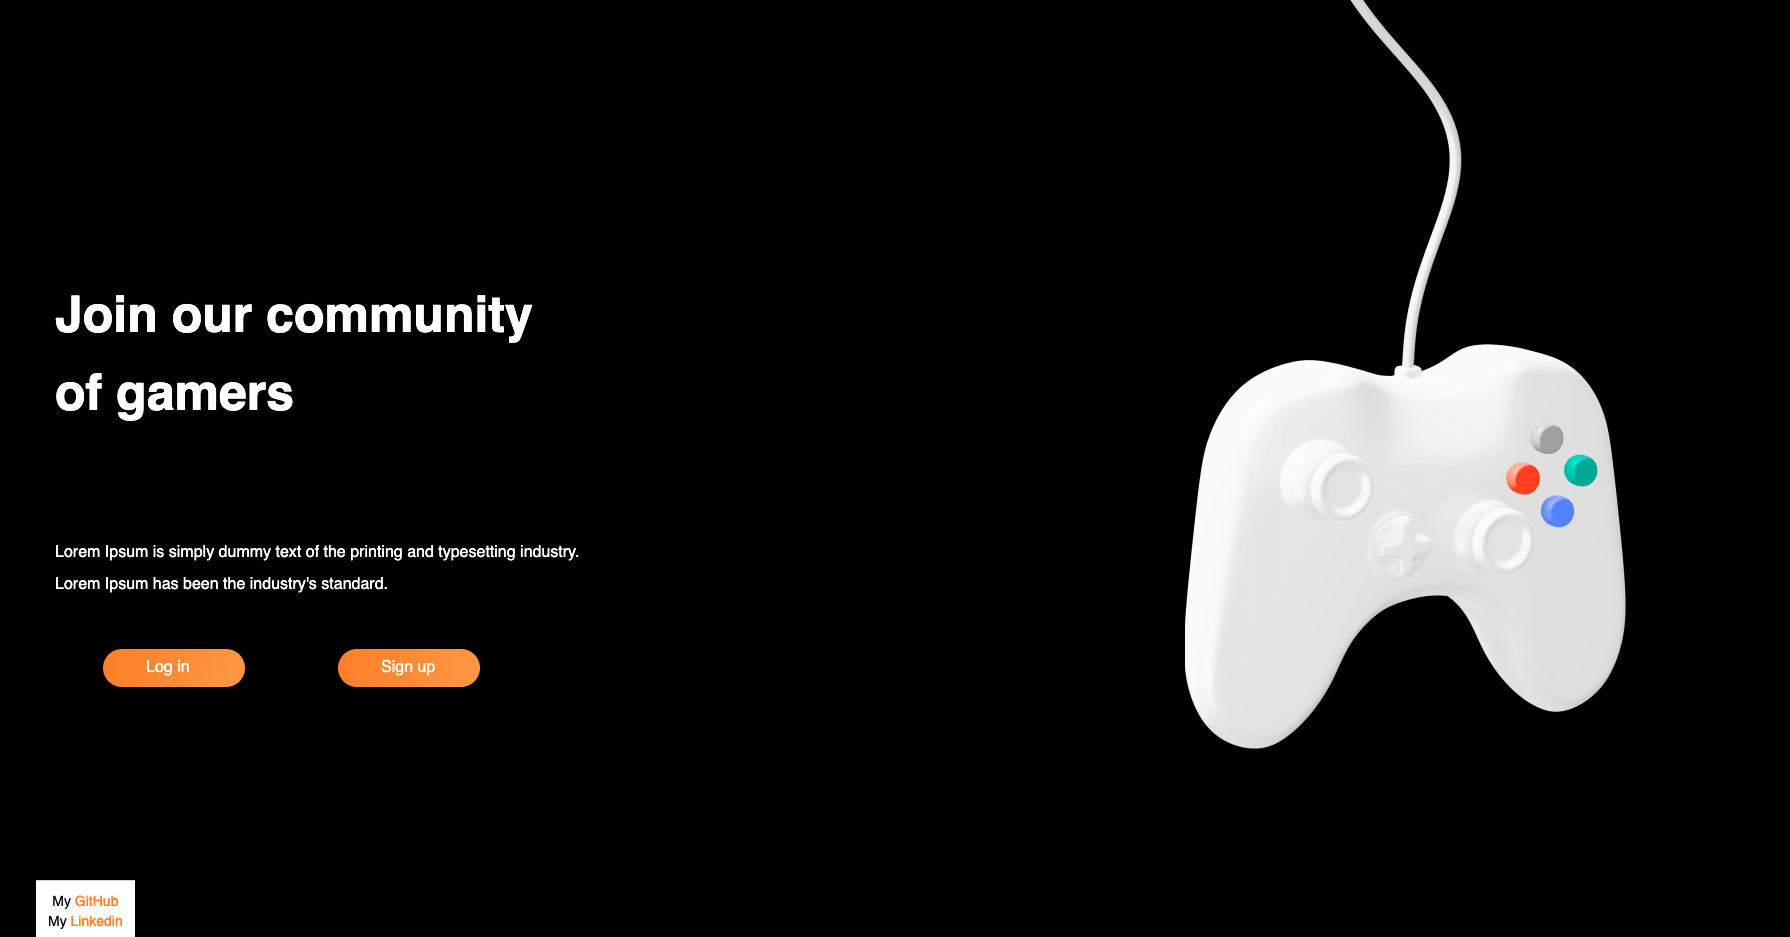 Join our community
of gamers
Lorem Ipsum is simply dummy text of the printing and typesetting industry.
Lorem Ipsum has been the industry's standard.
Log in
Sign up
My GitHub
My Linkedin